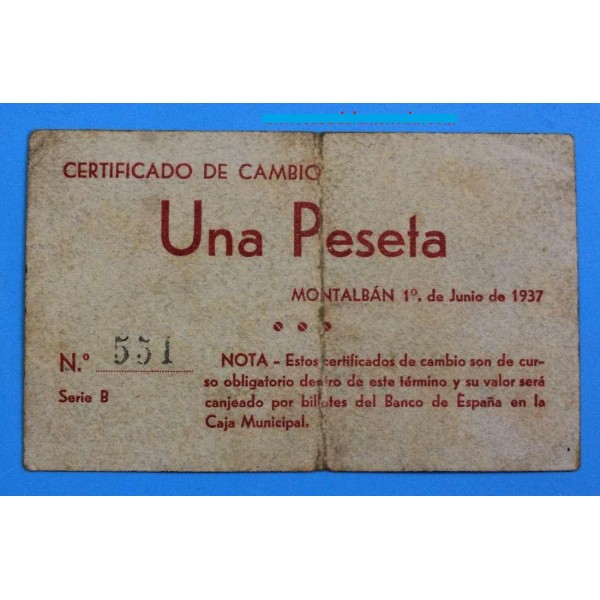 CERTIFICADO DE CAMBIO
Una Peseta
MONTALBÁN 1º. de Junio de 1937
N.º 551
Serie B
NOTA - Estos certificados de cambio son de cur-
so obligatorio dentro de este término y su valor será
canjeado por billetes del Banco de España en la
Caja Municipal.